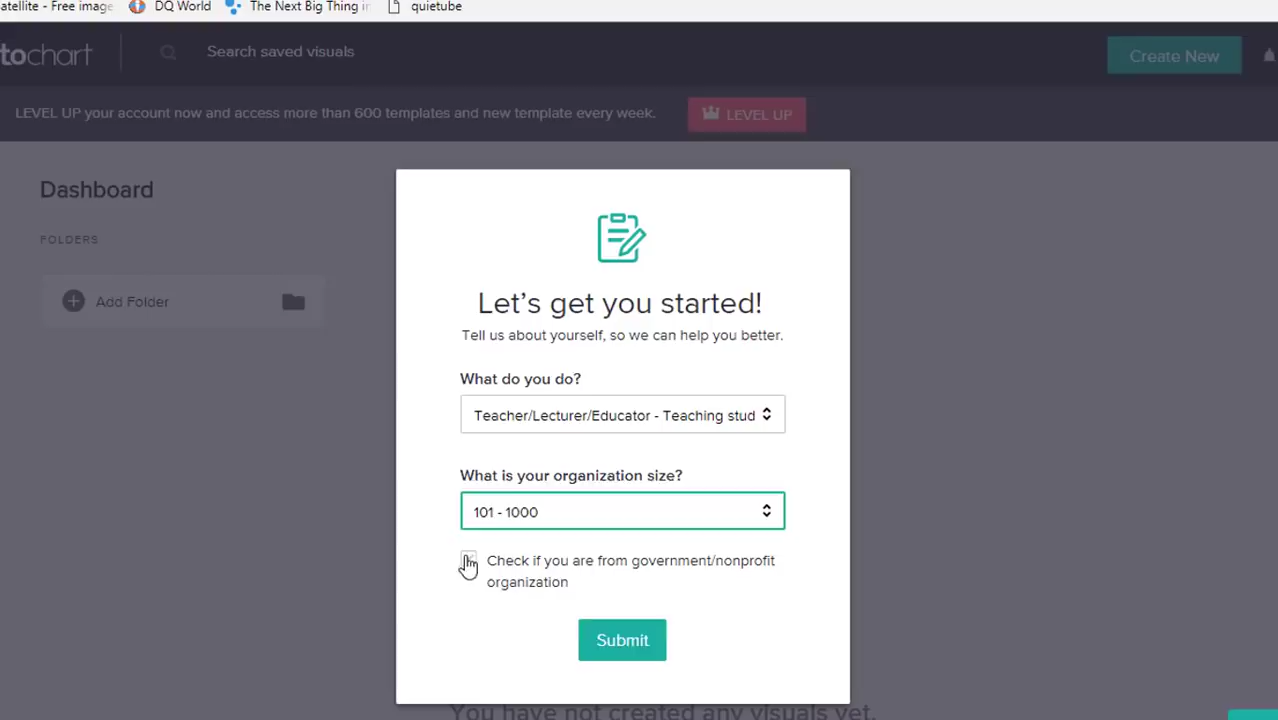 atellite - Free image
DQ World
The Next Big Thing in
quietube
tochart
Search saved visuals
Create New
LEVEL UP your account now and access more than 600 templates and new template every week.
LEVEL UP
Dashboard
FOLDERS
Add Folder
Let's get you started!
Tell us about yourself, so we can help you better.
What do you do?
Teacher/Lecturer/Educator - Teaching stud
What is your organization size?
101 - 1000
Check if you are from government/nonprofit
organization
Submit
You have not created any visuals yet.